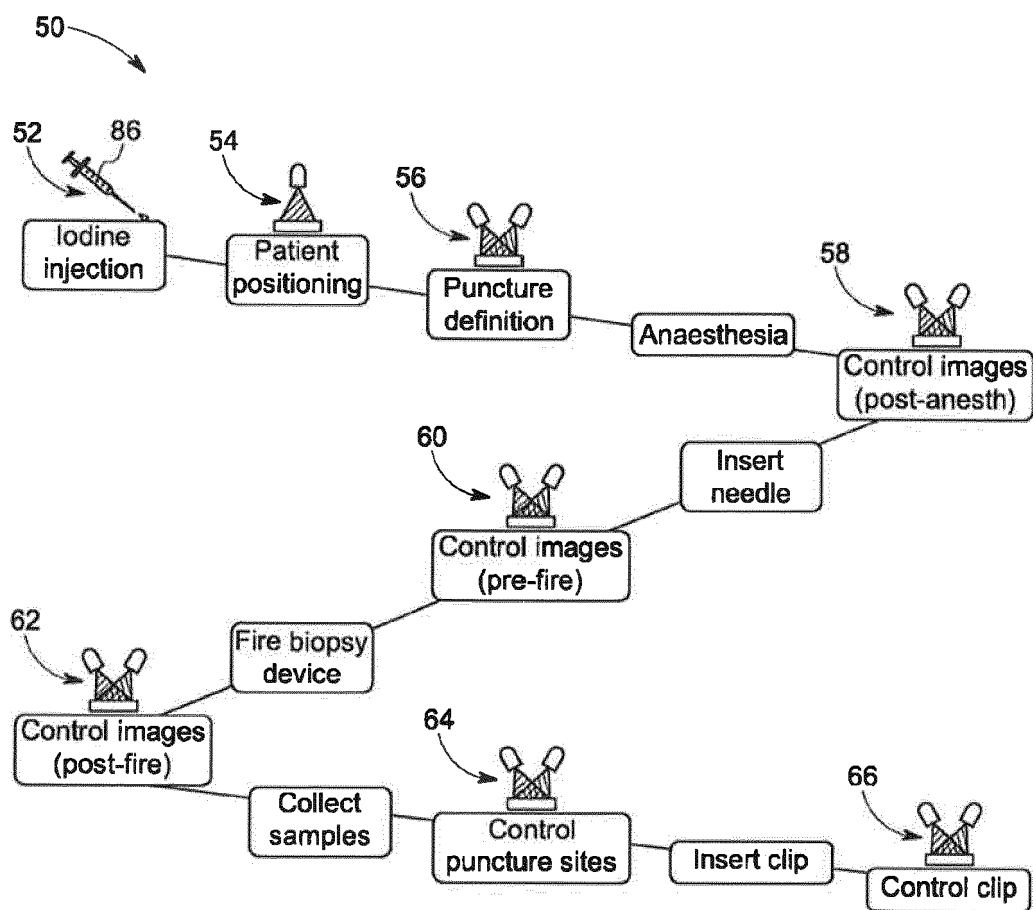 50
52
86
54
56
58
Iodine
injection
Patient
positioning
Puncture
definition
Anaesthesia
Control images
(post-anesth)
60
Insert
needle
Control images
(pre-fire)
62
Fire biopsy
device
Control images
(post-fire)
64
Collect
samples
Control
puncture sites
66
Insert clip
Control clip